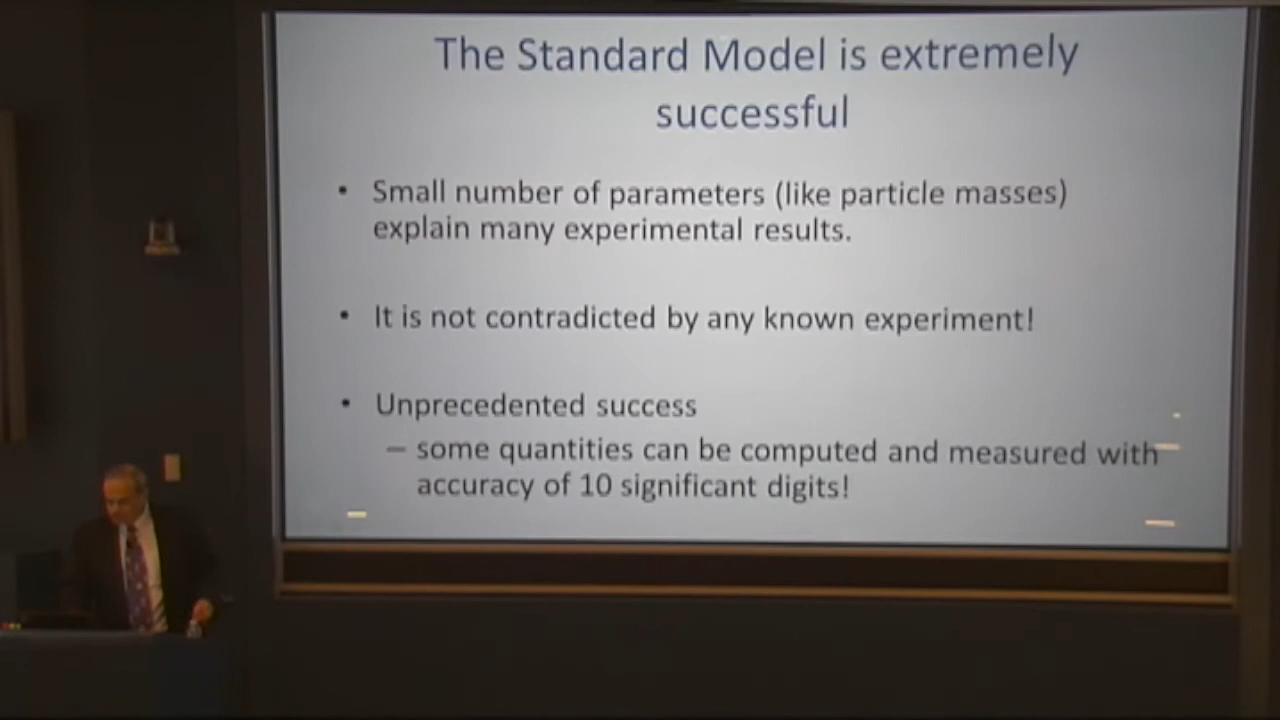 The Standard Model is extremely
successful
• Small number of parameters (like particle masses)
explain many experimental results.
• It is not contradicted by any known experiment!
• Unprecedented success
– some quantities can be computed and measured with
accuracy of 10 significant digits!